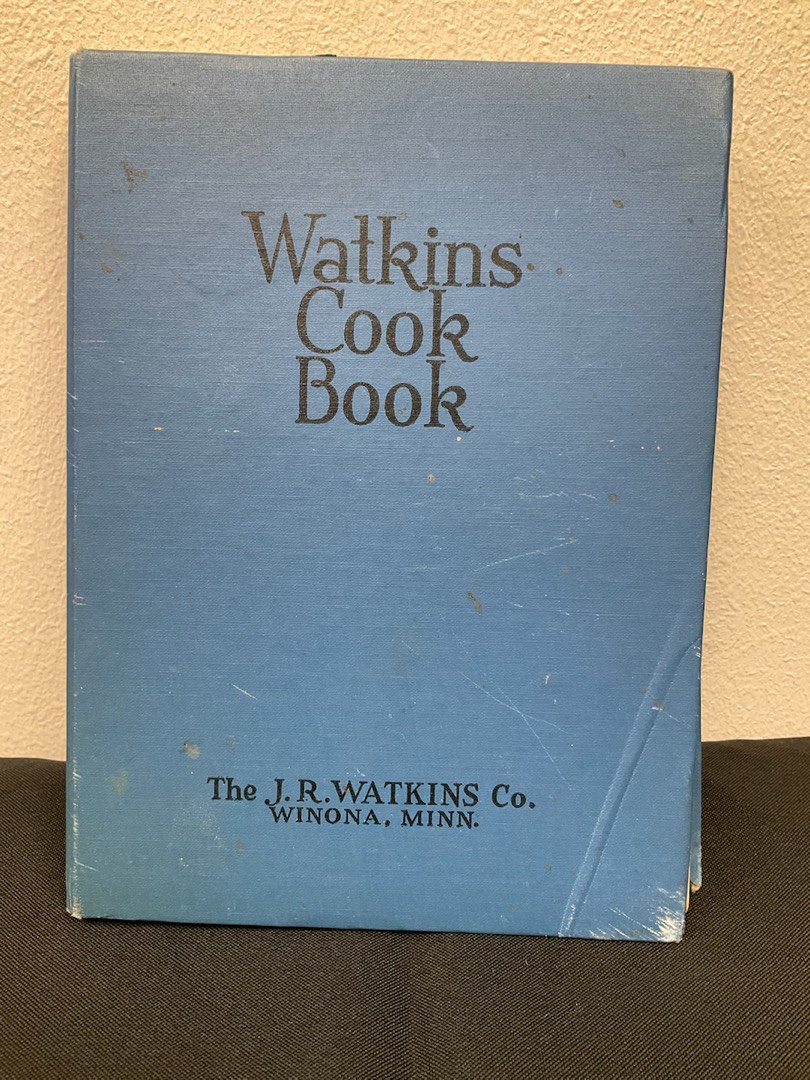 Watkins
Cook
Book
The J.R. WATKINS Co.
WINONA, MINN.